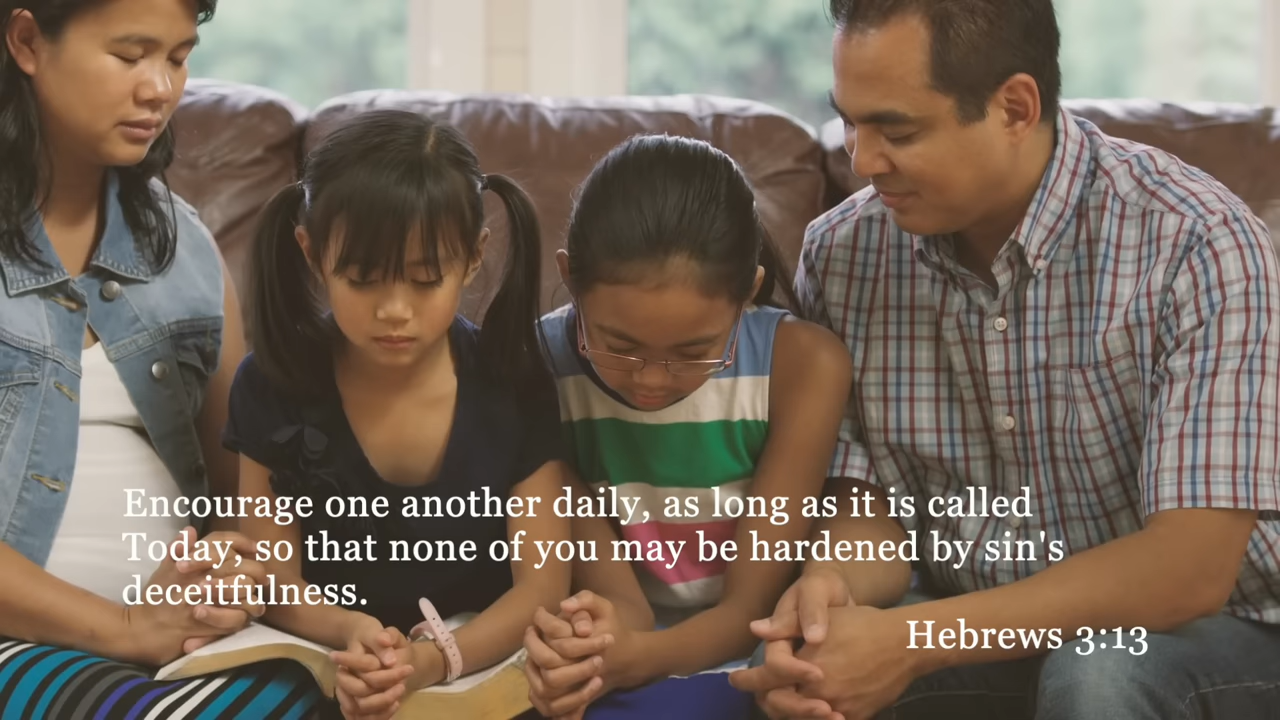 Encourage one another daily, as long as it is called
Today, so that none of you may be hardened by sin's
deceitfulness.
Hebrews 3:13